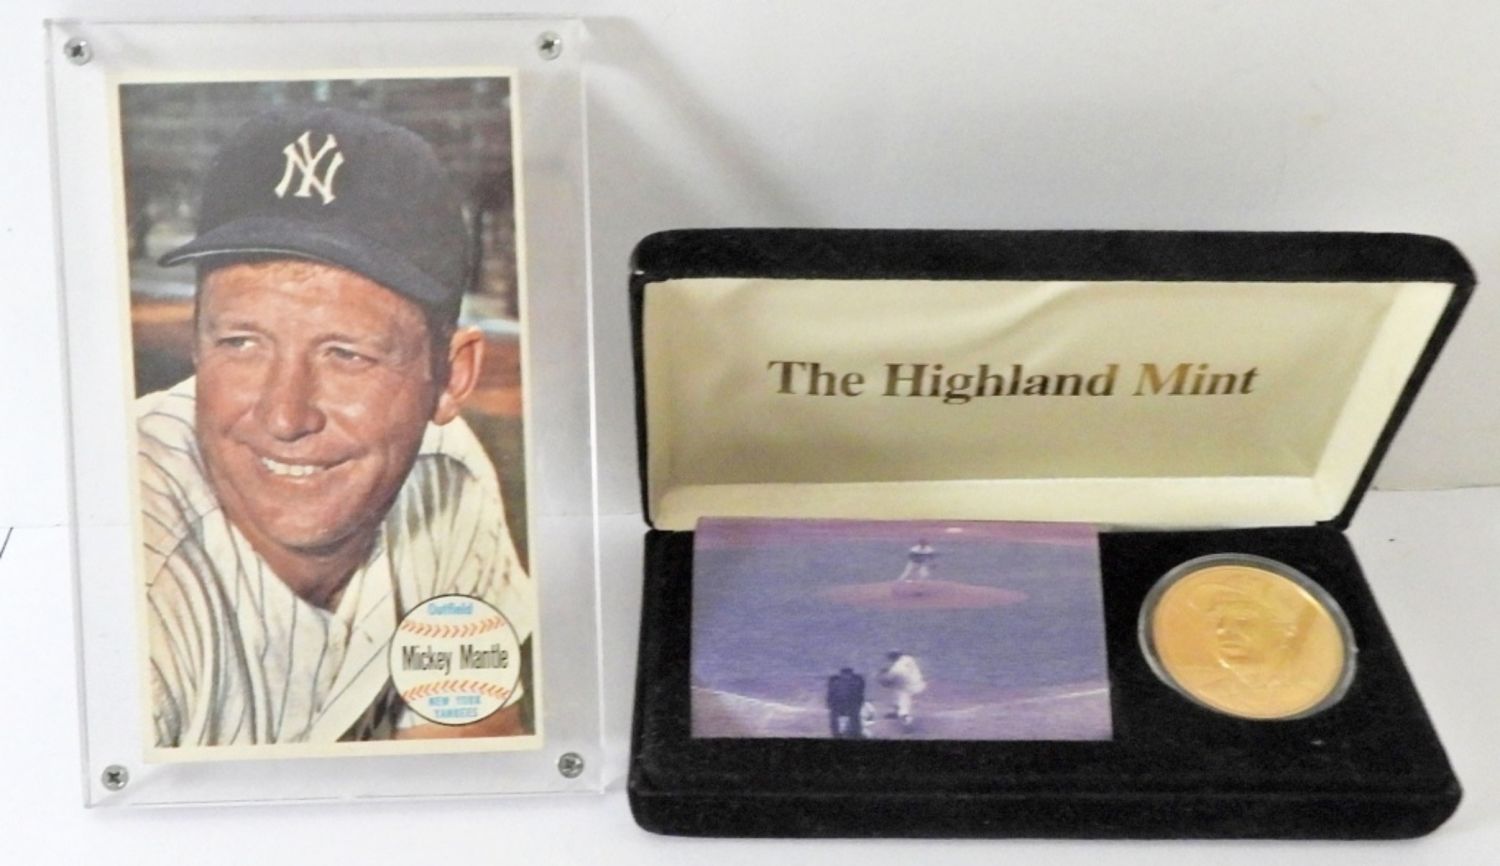 NY
Outfield
Mickey Mantle
NEW YORK
YANKEES
The Highland Mint